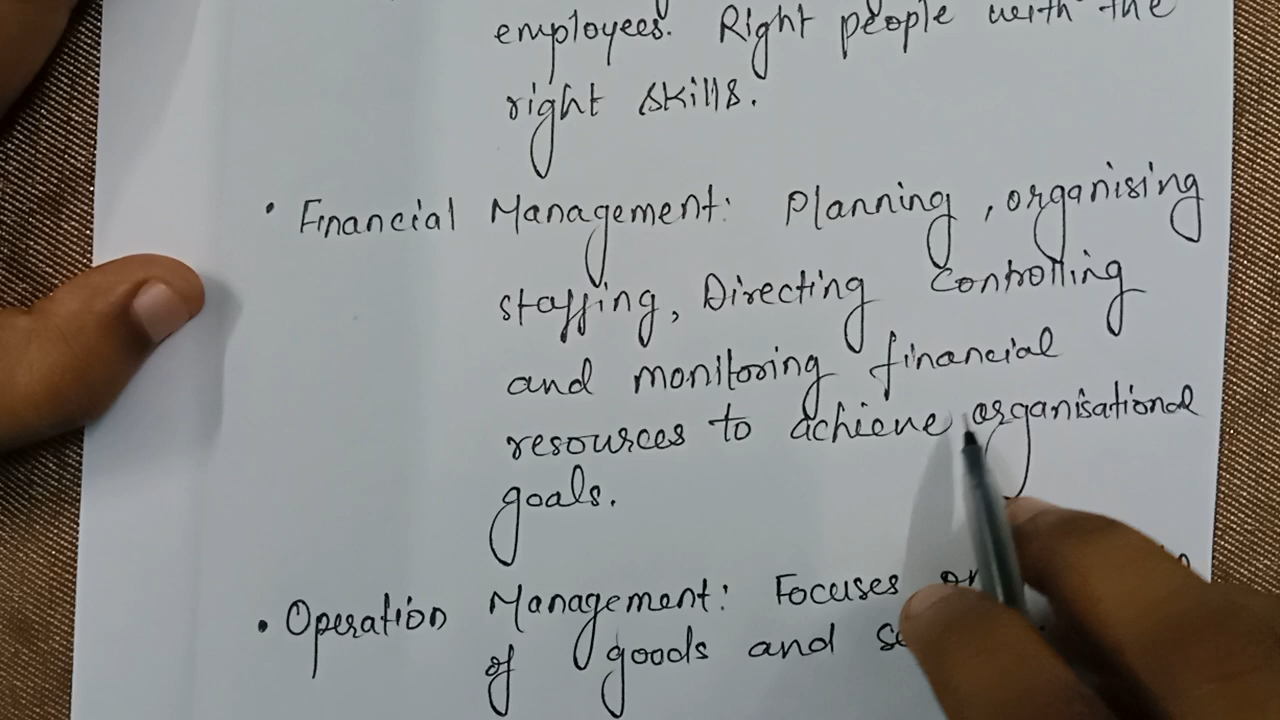 employees. Right people with the
right skills.
• Financial Management: Planning, organising
staffing, Directing Controlling
and monitoring financial
resources to achieve organisational
goals.
• Operation Management: Focuses on
of goods and